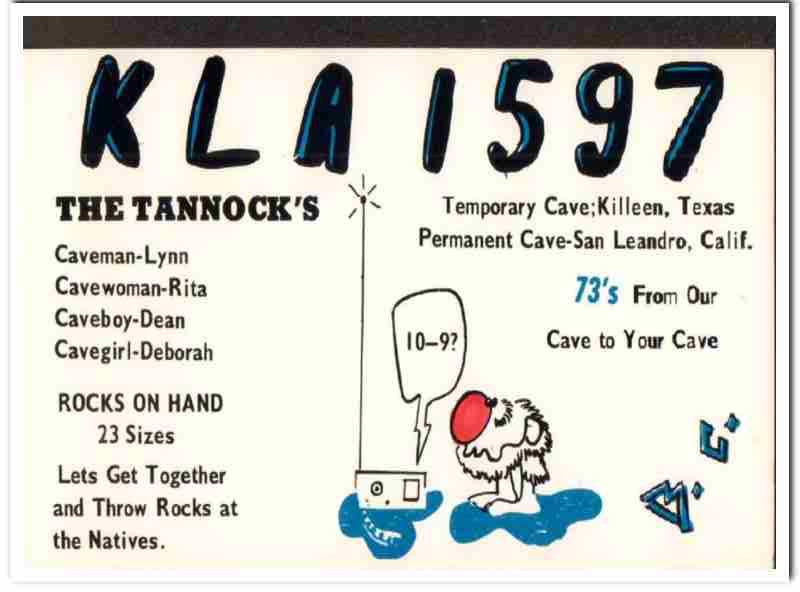 KLA 1597
THE TANNOCK'S
Caveman-Lynn
Cavewoman-Rita
Caveboy-Dean
Cavegirl-Deborah
ROCKS ON HAND
23 Sizes
Lets Get Together
and Throw Rocks at
the Natives.
Temporary Cave;Killeen, Texas
Permanent Cave-San Leandro, Calif.
73's From Our
Cave to Your Cave
10-9?
B.C.